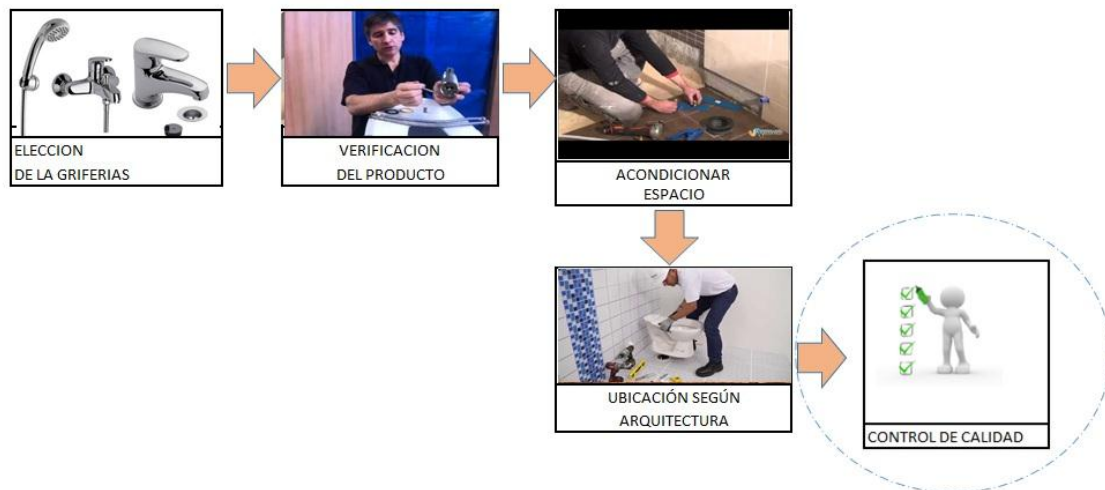 ELECCION
DE LA GRIFERIAS
VERIFICACION
DEL PRODUCTO
ACONDICIONAR
ESPACIO
UBICACIÓN SEGÚN
ARQUITECTURA
CONTROL DE CALIDAD